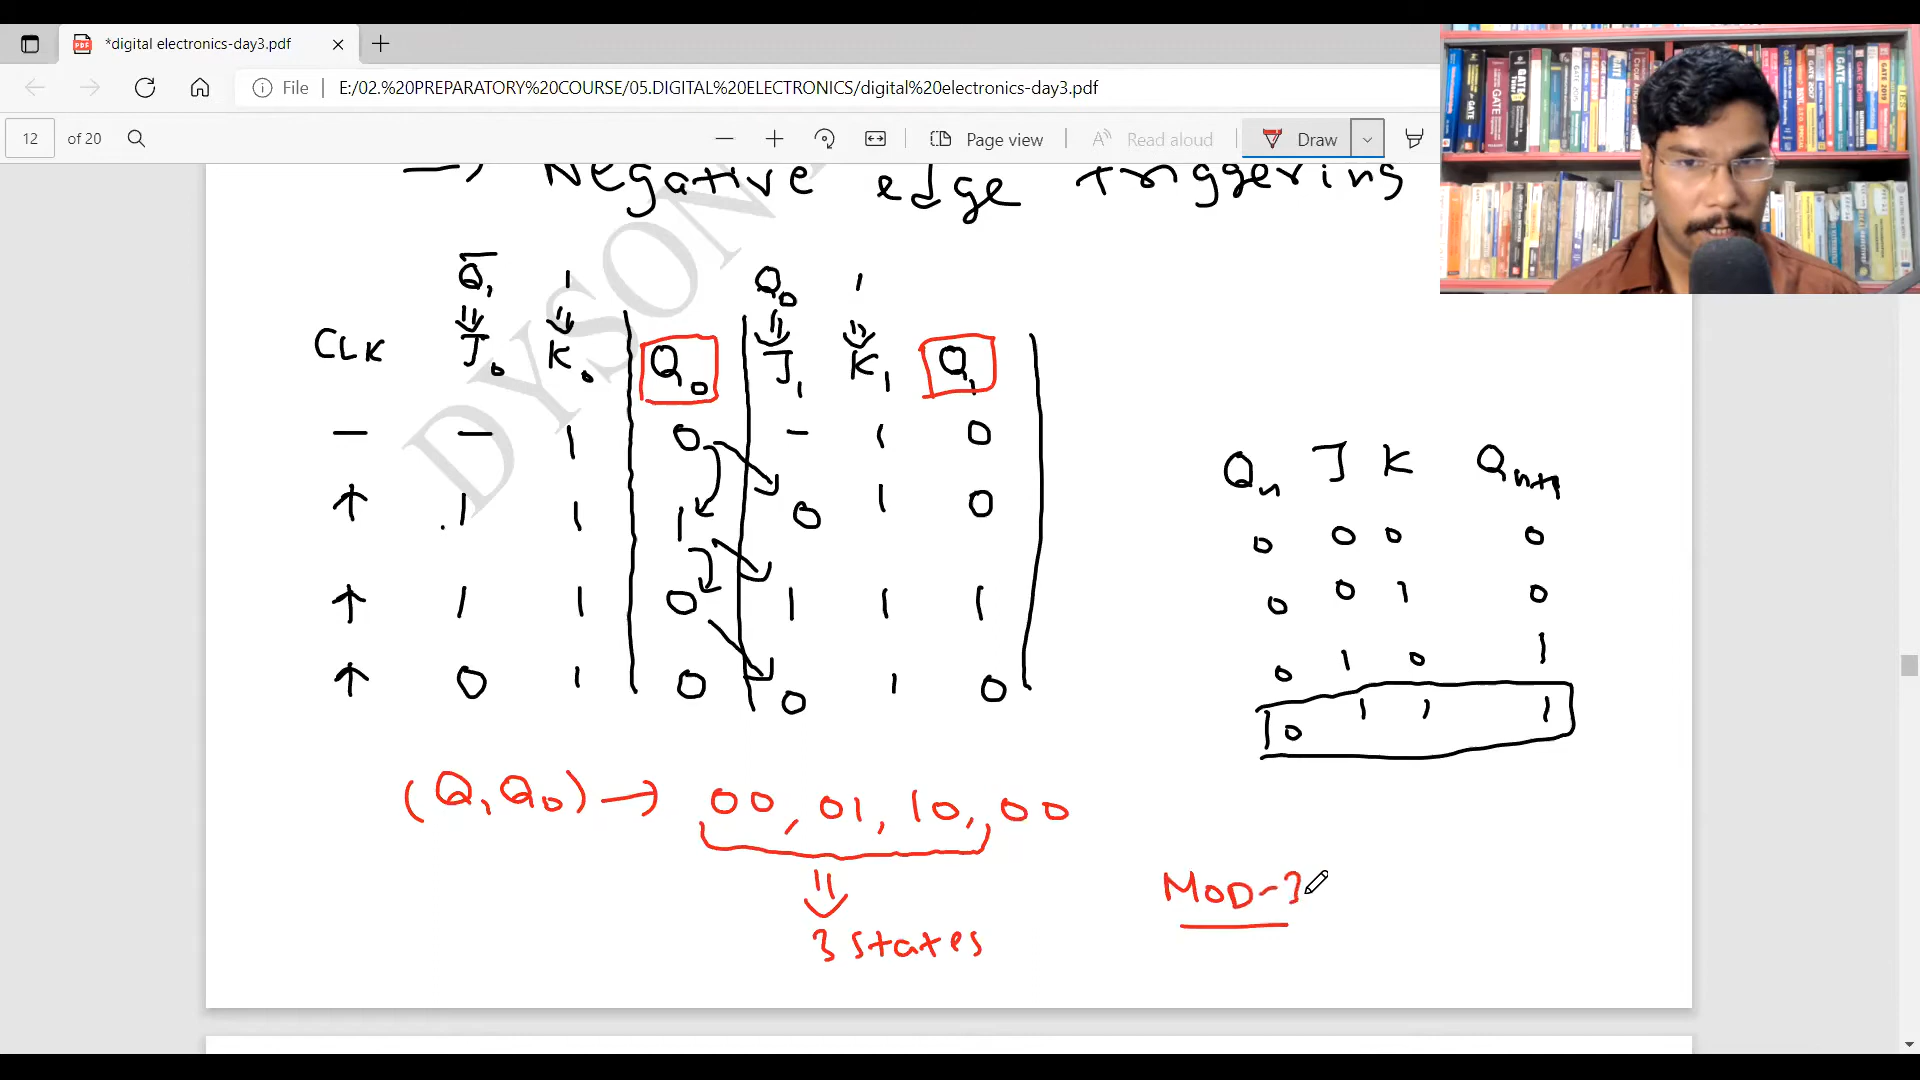 *digital electronics-day3.pdf
File E:/02.%20PREPARATORY%20COURSE/05.DIGITAL%20ELECTRONICS/digital%20electronics-day3.pdf
12 of 20 Page view Read aloud Draw
→ Negative edge triggering
Q̅₁ 1 Q₀ 1
⇓ ⇓ ⇓ ⇓
CLK J₀ K₀ Q₀ J₁ K₁ Q₁
– – 1 0 – 1 0
↑ 1 1 1 0 1 0
↑ 1 1 0 1 1 1
↑ 0 1 0 0 1 0
Qn J K Qn+1
0 0 0 0
0 0 1 0
0 1 0 1
0 1 1 1
(Q₁Q₀) → 00, 01, 10, 00
⇓
3 states
MOD-3
DYSON